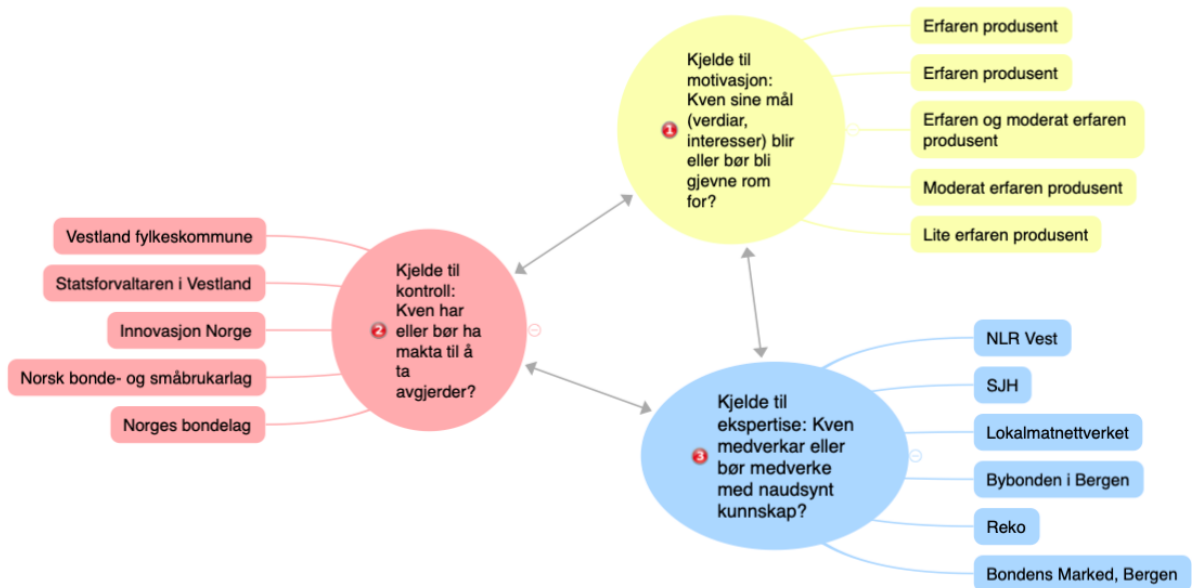 Kjelde til
motivasjon:
Kven sine mål
(verdiar,
interesser) blir
eller bør bli
gjevne rom
for?
1
Erfaren produsent
Erfaren produsent
Erfaren og moderat erfaren
produsent
Moderat erfaren produsent
Lite erfaren produsent
Vestland fylkeskommune
Statsforvaltaren i Vestland
Innovasjon Norge
Norsk bonde- og småbrukarlag
Norges bondelag
Kjelde til
kontroll:
Kven har
eller bør ha
makta til å
ta
avgjerder?
2
Kjelde til
ekspertise: Kven
medverkar eller
bør medverke
med naudsynt
kunnskap?
3
NLR Vest
SJH
Lokalmatnettverket
Bybonden i Bergen
Reko
Bondens Marked, Bergen